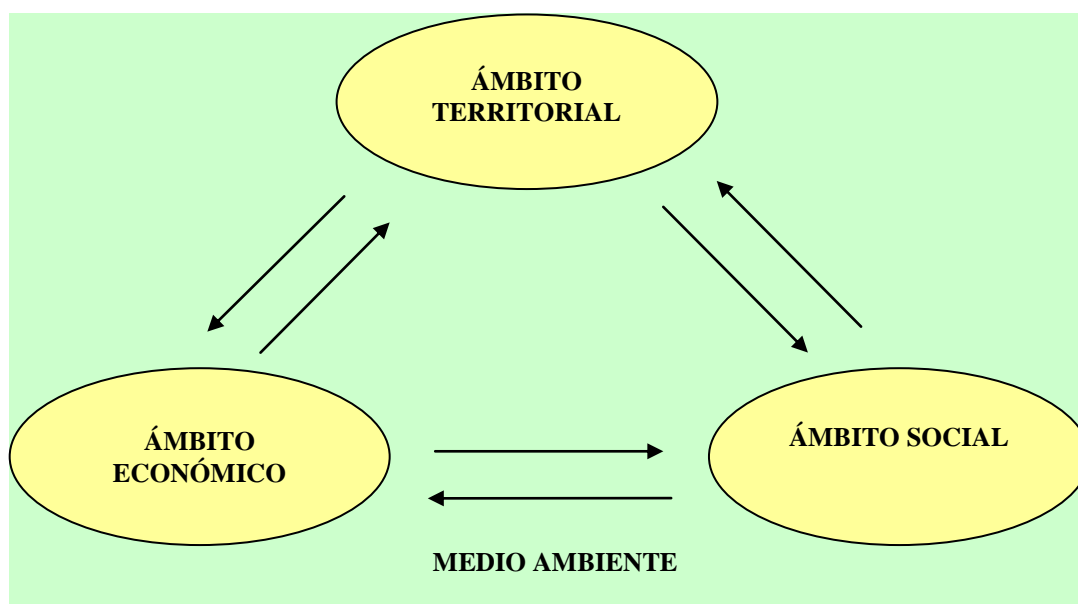 ÁMBITO
TERRITORIAL
ÁMBITO
ECONÓMICO
ÁMBITO SOCIAL
MEDIO AMBIENTE